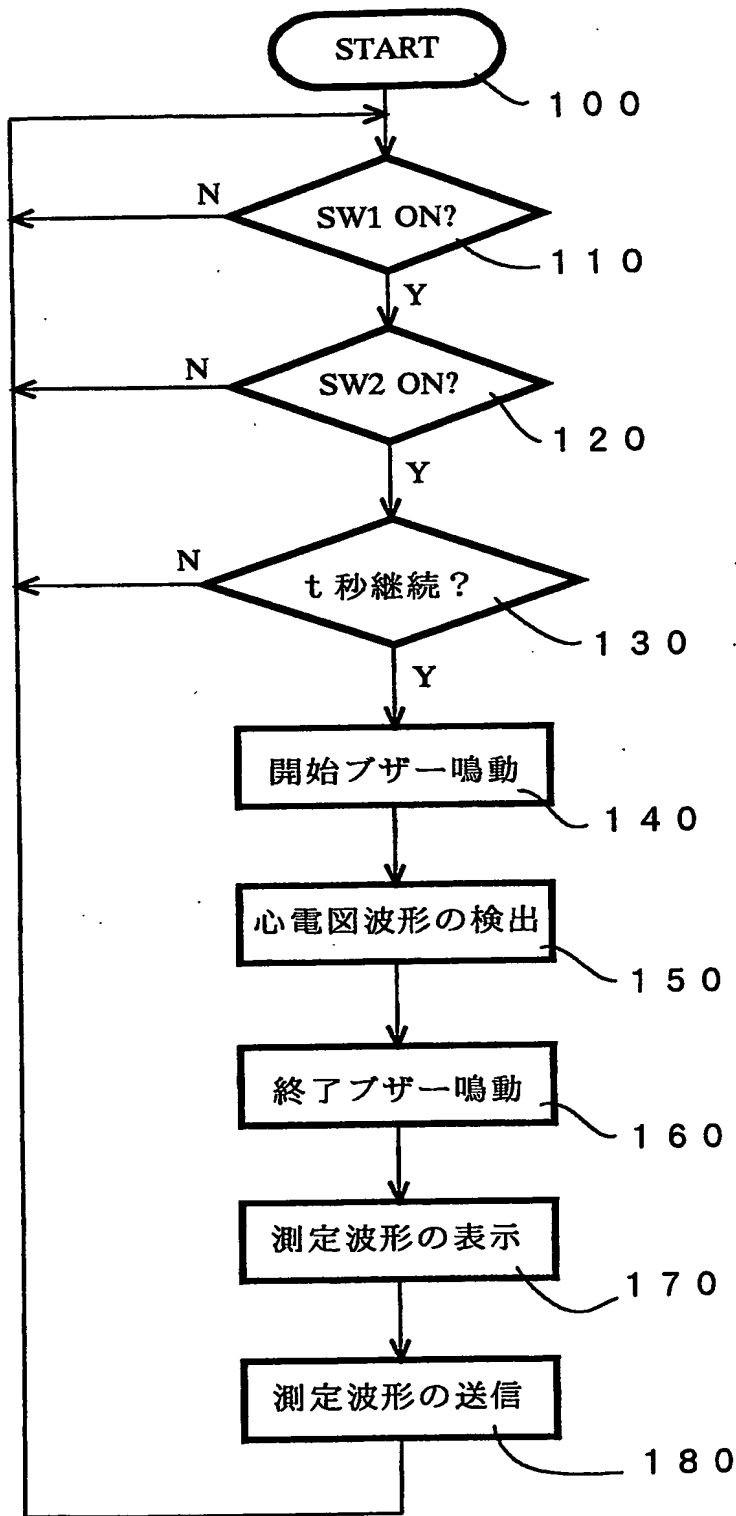 START
１００
N
SW1 ON?
１１０
Y
N
SW2 ON?
１２０
Y
N
t 秒継続？
１３０
Y
開始ブザー鳴動
１４０
心電図波形の検出
１５０
終了ブザー鳴動
１６０
測定波形の表示
１７０
測定波形の送信
１８０